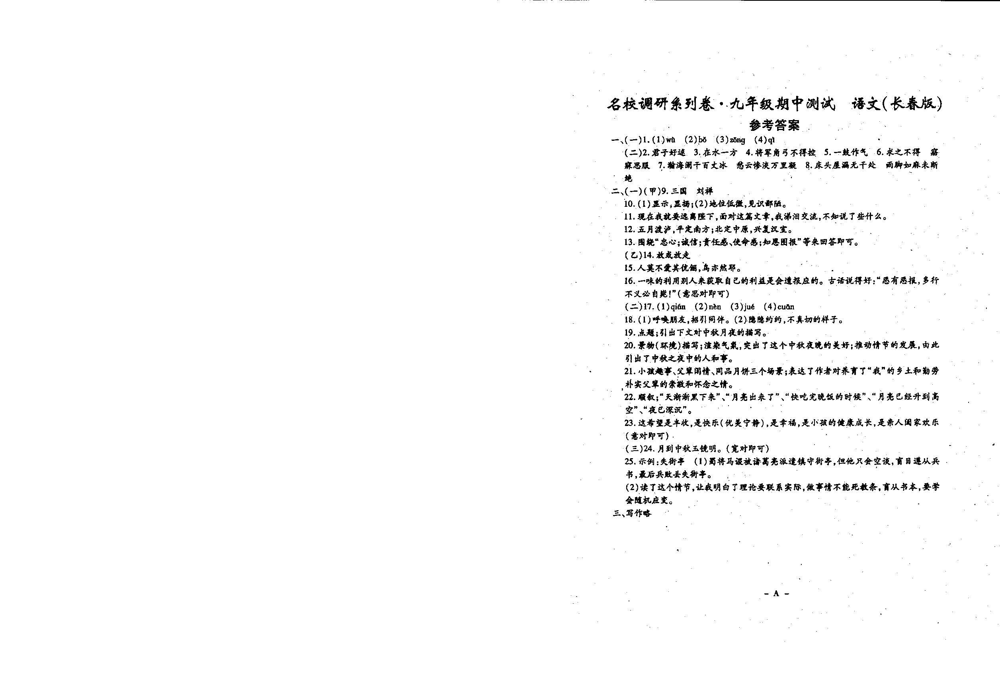 名校调研系列卷·九年级期中测试 语文(长春版)
参考答案
一、(一)1.(1)wù (2)bǒ (3)zōng (4)qì
(二)2.君子好逑 3.在水一方 4.将军角弓不得控 5.一鼓作气 6.求之不得 寤
寐思服 7.瀚海阑干百丈冰 愁云惨淡万里凝 8.床头屋漏无干处 雨脚如麻未断
绝
二、(一)(甲)9.三国 刘禅
10.(1)显示,显扬;(2)地位低微,见识鄙陋。
11.现在我就要远离陛下,面对这篇文章,我涕泪交流,不知说了些什么。
12.五月渡泸,平定南方;北定中原,兴复汉室。
13.围绕“忠心;诚信;责任感、使命感;知恩图报”等来回答即可。
(乙)14.放或放走
15.人莫不爱其伉俪,鸟亦然耶。
16.一味的利用别人来获取自己的利益是会遭报应的。古话说得好:“恶有恶报,多行
不义必自毙!”(意思对即可)
(二)17.(1)qián (2)nèn (3)jué (4)cuān
18.(1)呼唤朋友,招引同伴。(2)隐隐约约,不真切的样子。
19.点题;引出下文对中秋月夜的描写。
20.景物(环境)描写;渲染气氛,突出了这个中秋夜晚的美好;推动情节的发展,由此
引出了中秋之夜中的人和事。
21.小孩趣事、父辈闲情、同品月饼三个场景;表达了作者对养育了“我”的乡土和勤劳
朴实父辈的崇敬和怀念之情。
22.顺叙;“天渐渐黑下来”、“月亮出来了”、“快吃完晚饭的时候”、“月亮已经升到高
空”、“夜已深沉”。
23.这希望是丰收,是快乐(优美宁静),是幸福,是小孩的健康成长,是亲人阖家欢乐
(意对即可)
(三)24.月到中秋玉镜明。(宽对即可)
25.示例:失街亭 (1)蜀将马谡被诸葛亮派遣镇守街亭,但他只会空谈,盲目遵从兵
书,最后兵败丢失街亭。
(2)读了这个情节,让我明白了理论要联系实际,做事情不能死教条,盲从书本,要学
会随机应变。
三、写作略
- A -